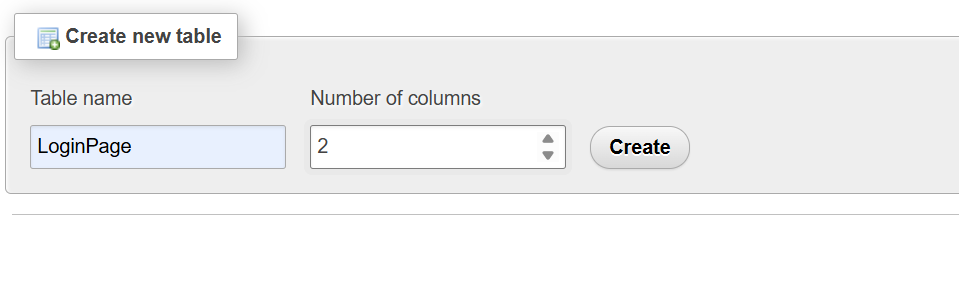 Create new table
Table name Number of columns
LoginPage 2 Create